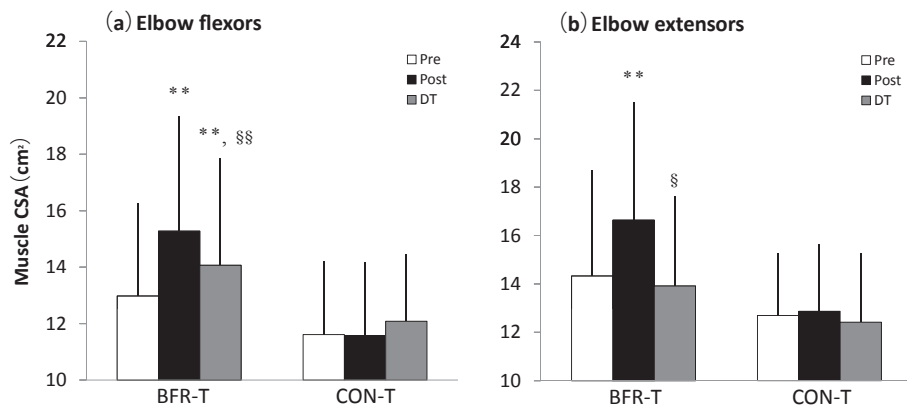 (a) Elbow flexors
Muscle CSA(cm²)
22
20
18
16
14
12
10
Pre
Post
DT
**
**, §§
BFR-T
CON-T
(b) Elbow extensors
24
22
20
18
16
14
12
10
Pre
Post
DT
**
§
BFR-T
CON-T